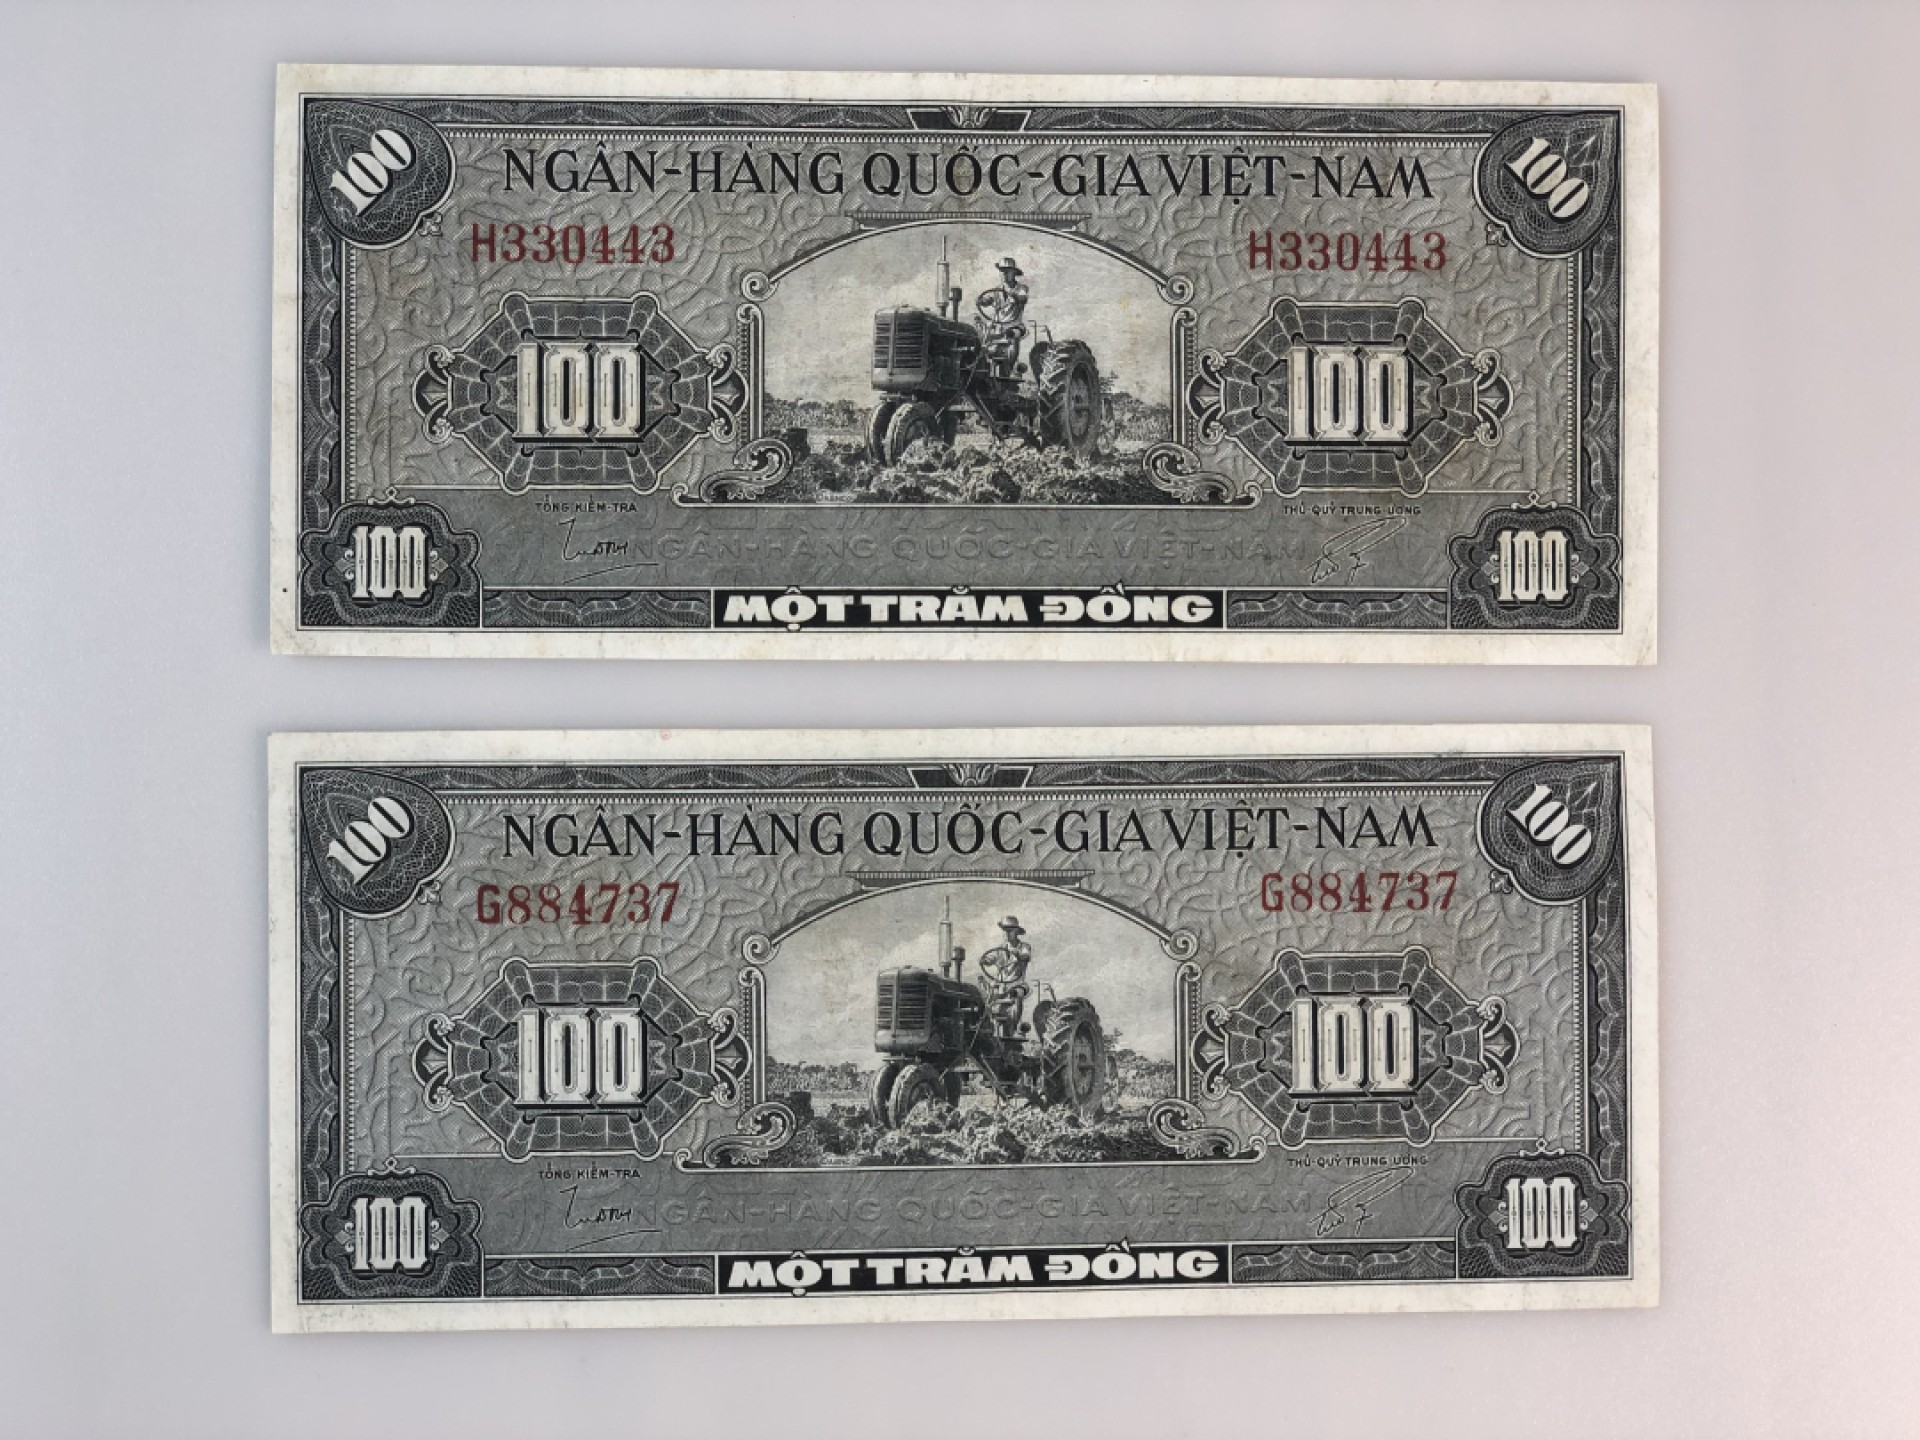 100 100
NGÂN-HÀNG QUỐC-GIA VIỆT-NAM
H330443 H330443
100 100
TỔNG KIỂM-TRA THỦ-QUỸ TRUNG ƯƠNG
NGÂN-HÀNG QUỐC-GIA VIỆT-NAM
100 100
MỘT TRĂM ĐỒNG
100 100
NGÂN-HÀNG QUỐC-GIA VIỆT-NAM
G884737 G884737
100 100
TỔNG KIỂM-TRA THỦ-QUỸ TRUNG ƯƠNG
NGÂN-HÀNG QUỐC-GIA VIỆT-NAM
100 100
MỘT TRĂM ĐỒNG